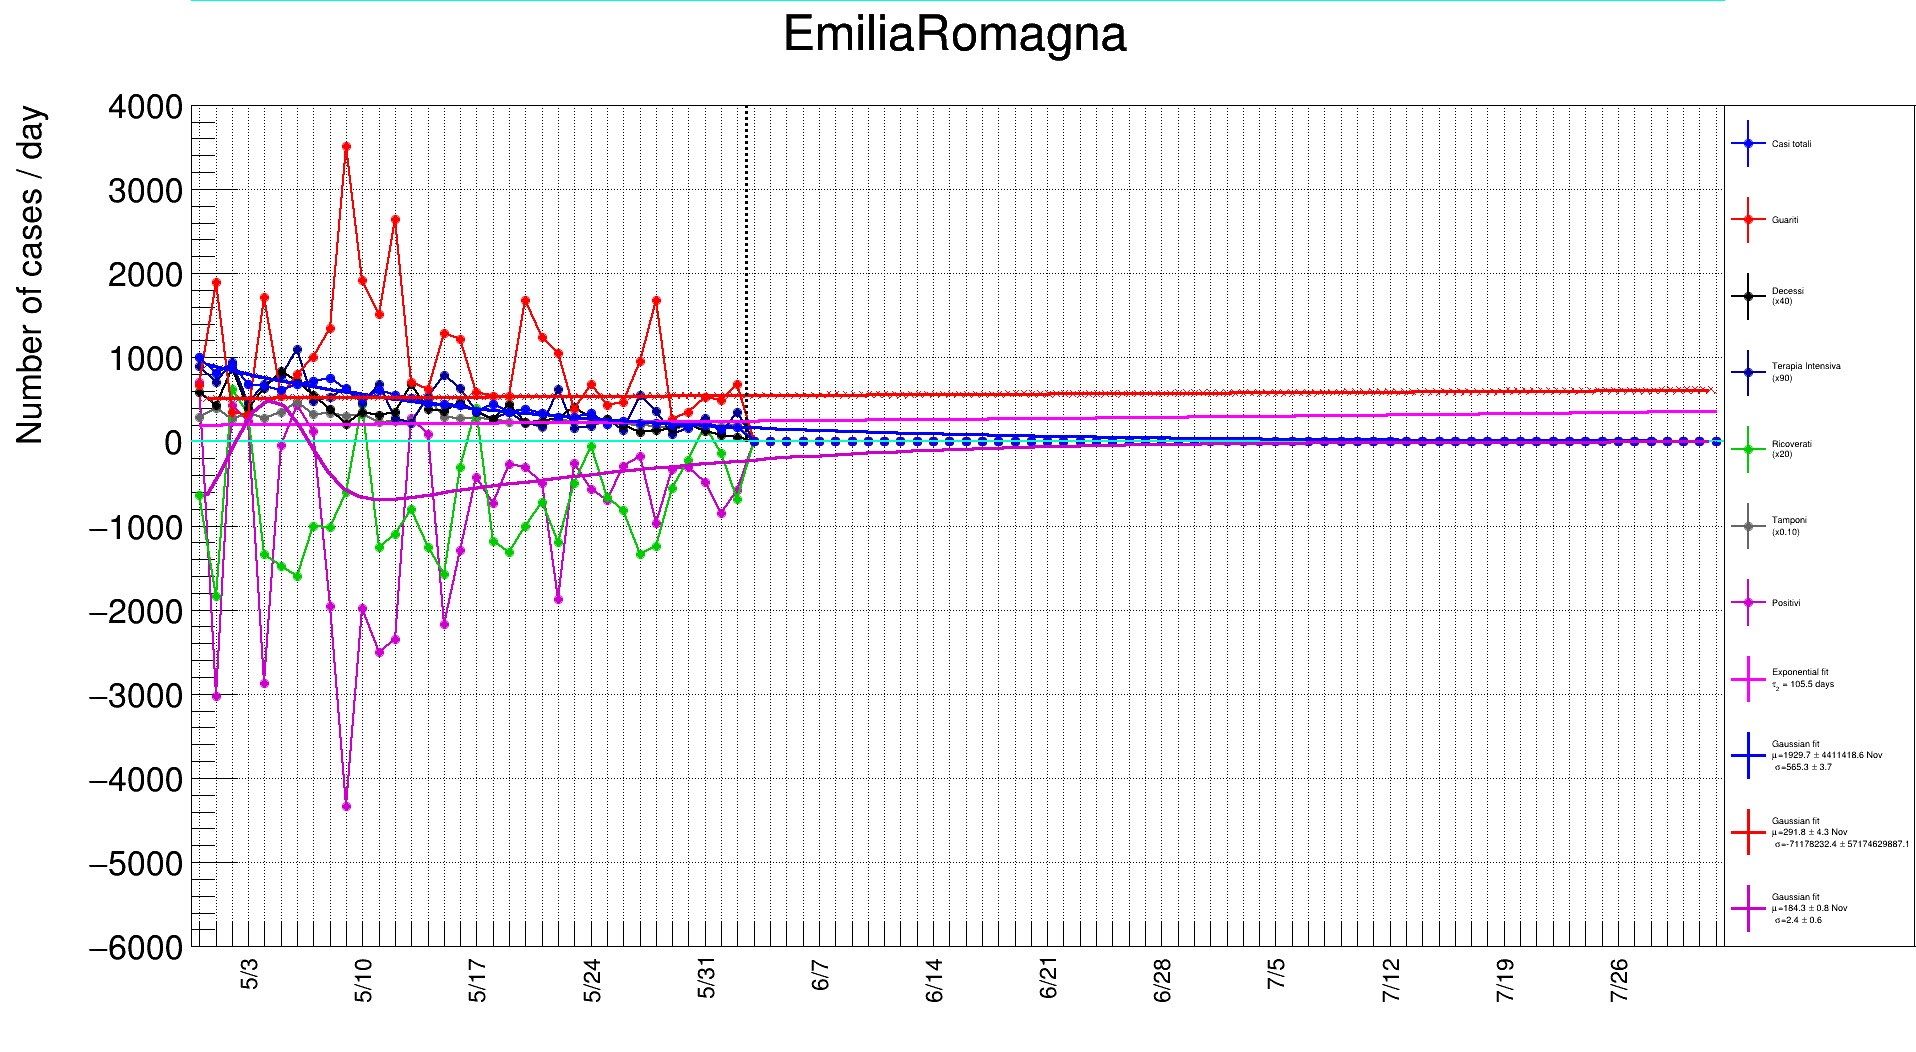 EmiliaRomagna
Number of cases / day
4000
3000
2000
1000
0
−1000
−2000
−3000
−4000
−5000
−6000
5/3
5/10
5/17
5/24
5/31
6/7
6/14
6/21
6/28
7/5
7/12
7/19
7/26
Casi totali
Guariti
Decessi
(x40)
Terapia Intensiva
(x90)
Ricoverati
(x20)
Tamponi
(x0.10)
Positivi
Exponential fit
τ2 = 105.5 days
Gaussian fit
μ=1929.7 ± 4411418.6 Nov
σ=565.3 ± 3.7
Gaussian fit
μ=291.8 ± 4.3 Nov
σ=-71178232.4 ± 57174629887.1
Gaussian fit
μ=184.3 ± 0.8 Nov
σ=2.4 ± 0.6